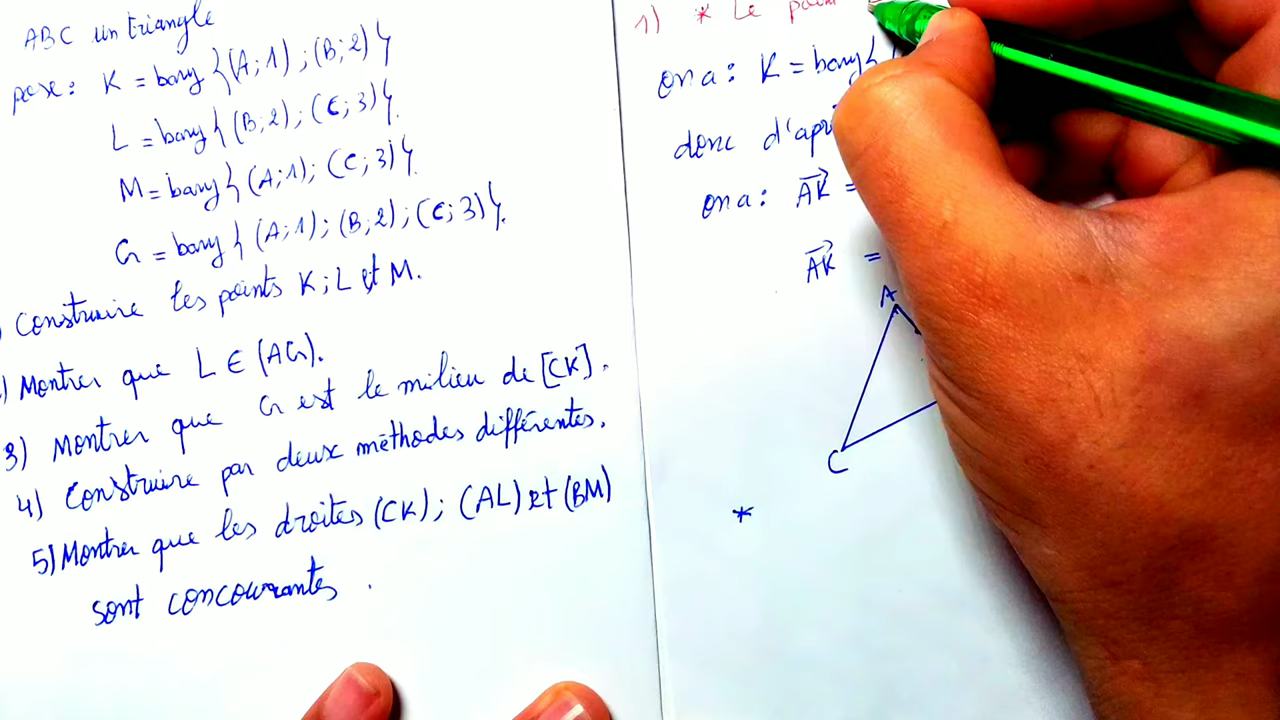 ABC un triangle
pose : K = bary {(A;1) ; (B;2)}
L = bary {(B;2) ; (C;3)}.
M = bary {(A;1) ; (C;3)}.
G = bary {(A;1) ; (B;2) ; (C;3)}.
) Construire les points K ; L et M.
) Montrer que L ∈ (AG).
3) Montrer que G est le milieu de [CK].
4) Construire par deux méthodes différentes.
5) Montrer que les droites (CK) ; (AL) et (BM)
sont concourantes.
1) * Le point
on a : K = bary {
donc d'apr
on a : AK⃗ =
AK⃗ =
A
C
*